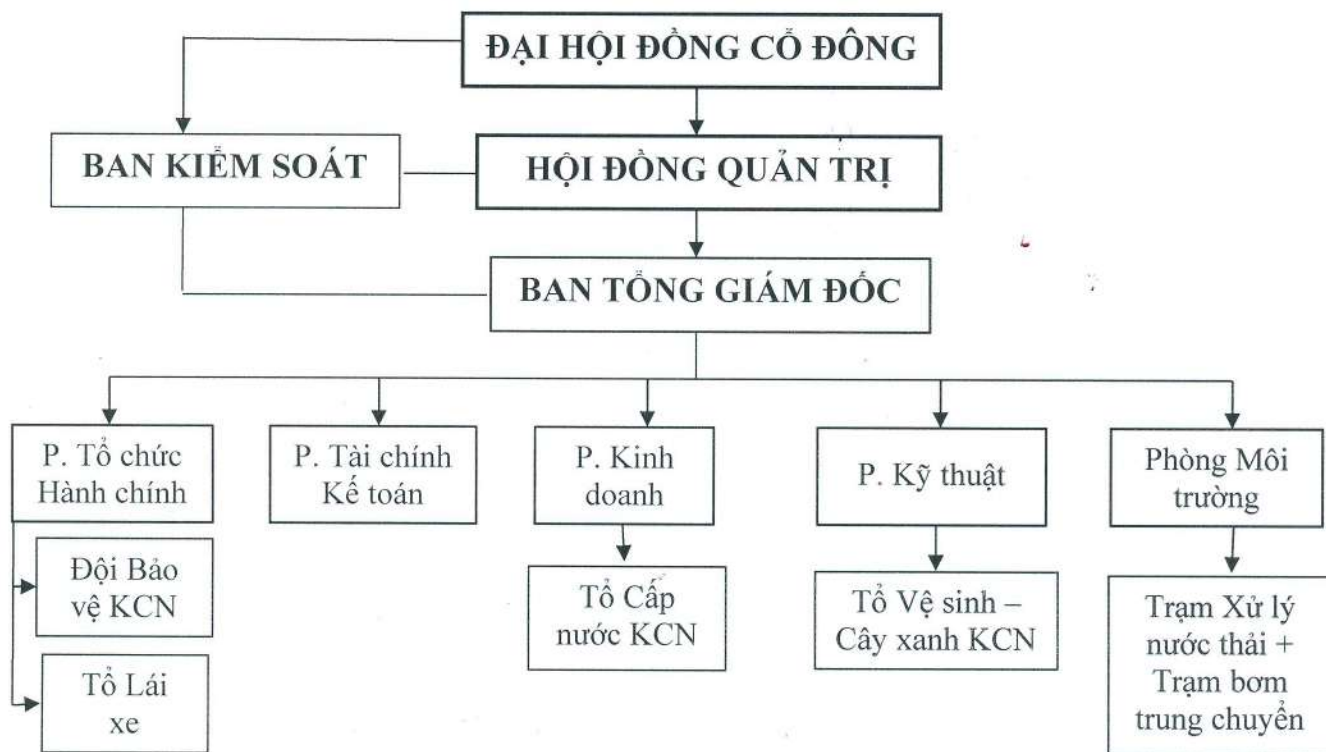 ĐẠI HỘI ĐỒNG CỔ ĐÔNG
BAN KIỂM SOÁT
HỘI ĐỒNG QUẢN TRỊ
BAN TỔNG GIÁM ĐỐC
P. Tổ chức
Hành chính
P. Tài chính
Kế toán
P. Kinh
doanh
P. Kỹ thuật
Phòng Môi
trường
Đội Bảo
vệ KCN
Tổ Lái
xe
Tổ Cấp
nước KCN
Tổ Vệ sinh –
Cây xanh KCN
Trạm Xử lý
nước thải +
Trạm bơm
trung chuyển